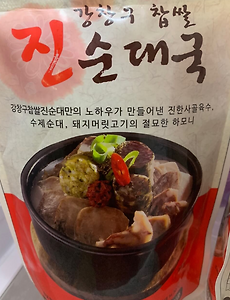 강창구 찹쌀
진순대국
강창구찹쌀진순대만의 노하우가 만들어낸 진한사골육수,
수제순대, 돼지머릿고기의 절묘한 하모니